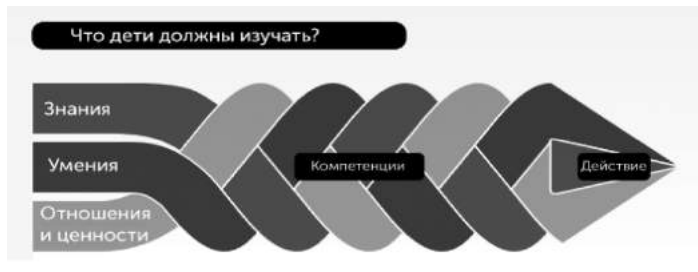 Что дети должны изучать?
Знания
Умения
Отношения
и ценности
Компетенции
Действие